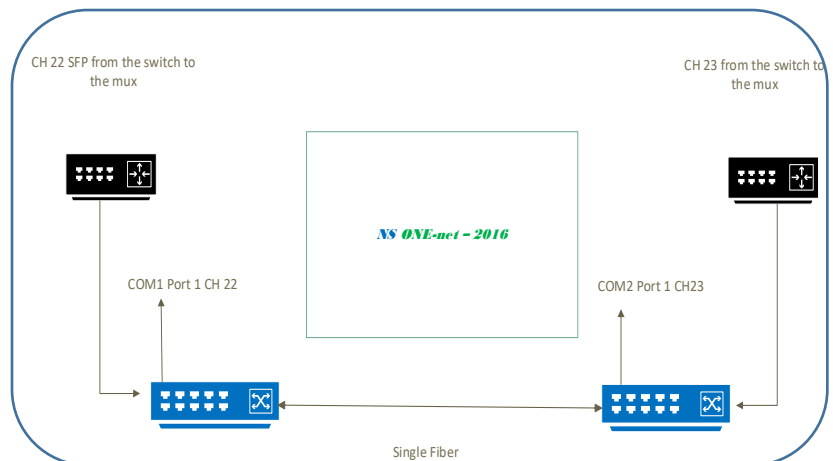 CH 22 SFP from the switch to
the mux
CH 23 from the switch to
the mux
NS ONE-net – 2016
COM1 Port 1 CH 22
COM2 Port 1 CH23
Single Fiber